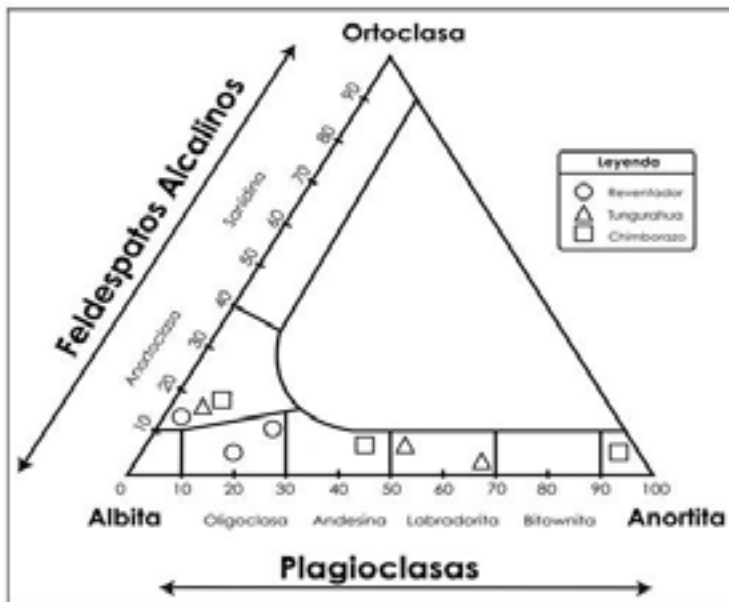 Ortoclasa
Feldespatos Alcalinos
Sanidina
Anortoclasa
90
80
70
60
50
40
30
20
10
Leyenda
Reventador
Tungurahua
Chimborazo
0 10 20 30 40 50 60 70 80 90 100
Albita Oligoclasa Andesina Labradorita Bitownita Anortita
Plagioclasas